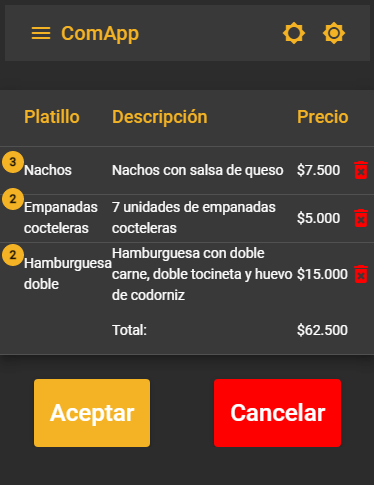 ComApp
Platillo Descripción Precio
3 Nachos Nachos con salsa de queso $7.500
2 Empanadas cocteleras 7 unidades de empanadas cocteleras $5.000
2 Hamburguesa doble Hamburguesa con doble carne, doble tocineta y huevo de codorniz $15.000
Total: $62.500
Aceptar Cancelar